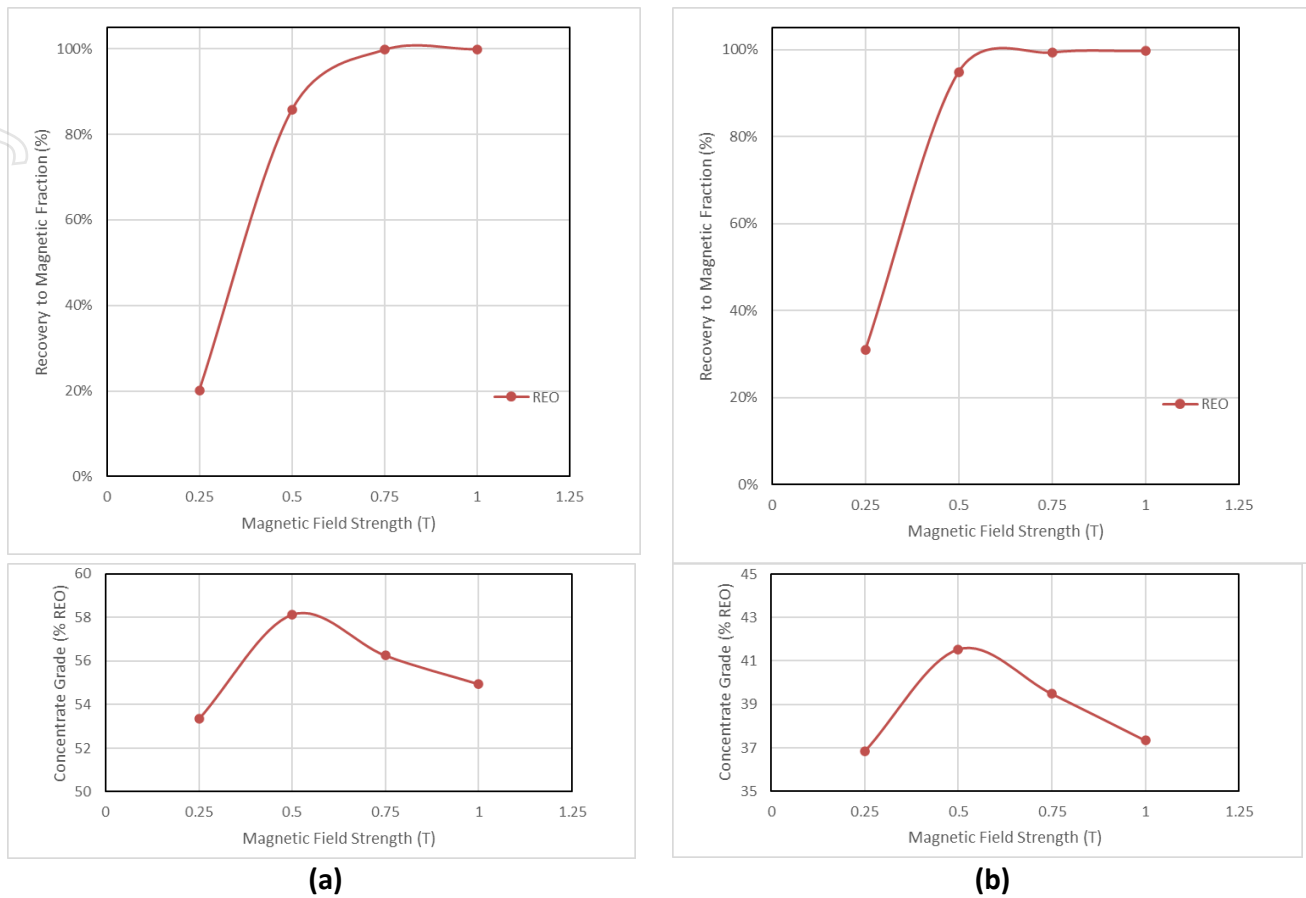 Recovery to Magnetic Fraction (%)
100%
80%
60%
40%
20%
0%
REO
0 0.25 0.5 0.75 1 1.25
Magnetic Field Strength (T)
Concentrate Grade (% REO)
60
58
56
54
52
50
0 0.25 0.5 0.75 1 1.25
Magnetic Field Strength (T)
(a)
Recovery to Magnetic Fraction (%)
100%
80%
60%
40%
20%
0%
REO
0 0.25 0.5 0.75 1 1.25
Magnetic Field Strength (T)
Concentrate Grade (% REO)
45
43
41
39
37
35
0 0.25 0.5 0.75 1 1.25
Magnetic Field Strength (T)
(b)